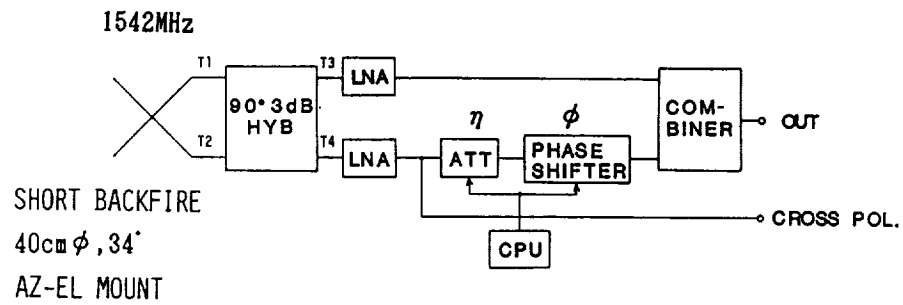 1542MHz
T1
T3
LNA
90° 3dB
HYB
T2
T4
LNA
η
ATT
φ
PHASE
SHIFTER
COM-
BINER
OUT
CROSS POL.
CPU
SHORT BACKFIRE
40cm φ, 34°
AZ-EL MOUNT